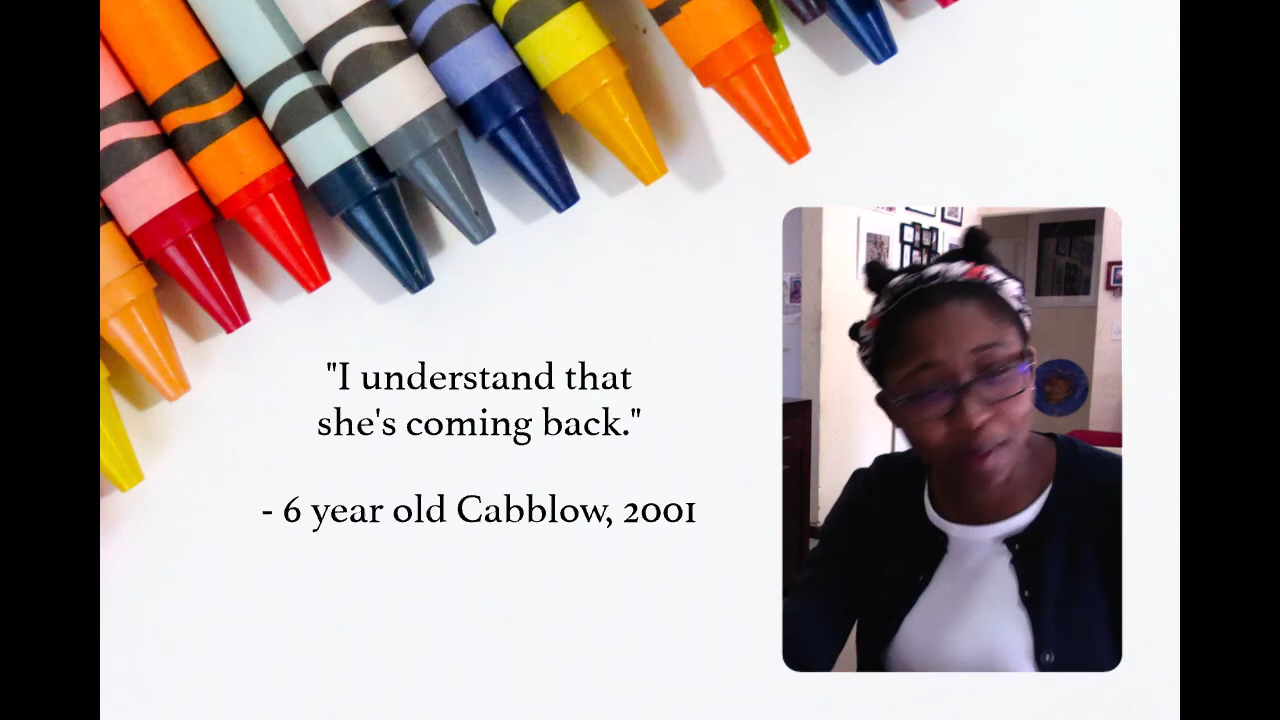 "I understand that
she's coming back."
- 6 year old Cabblow, 2001